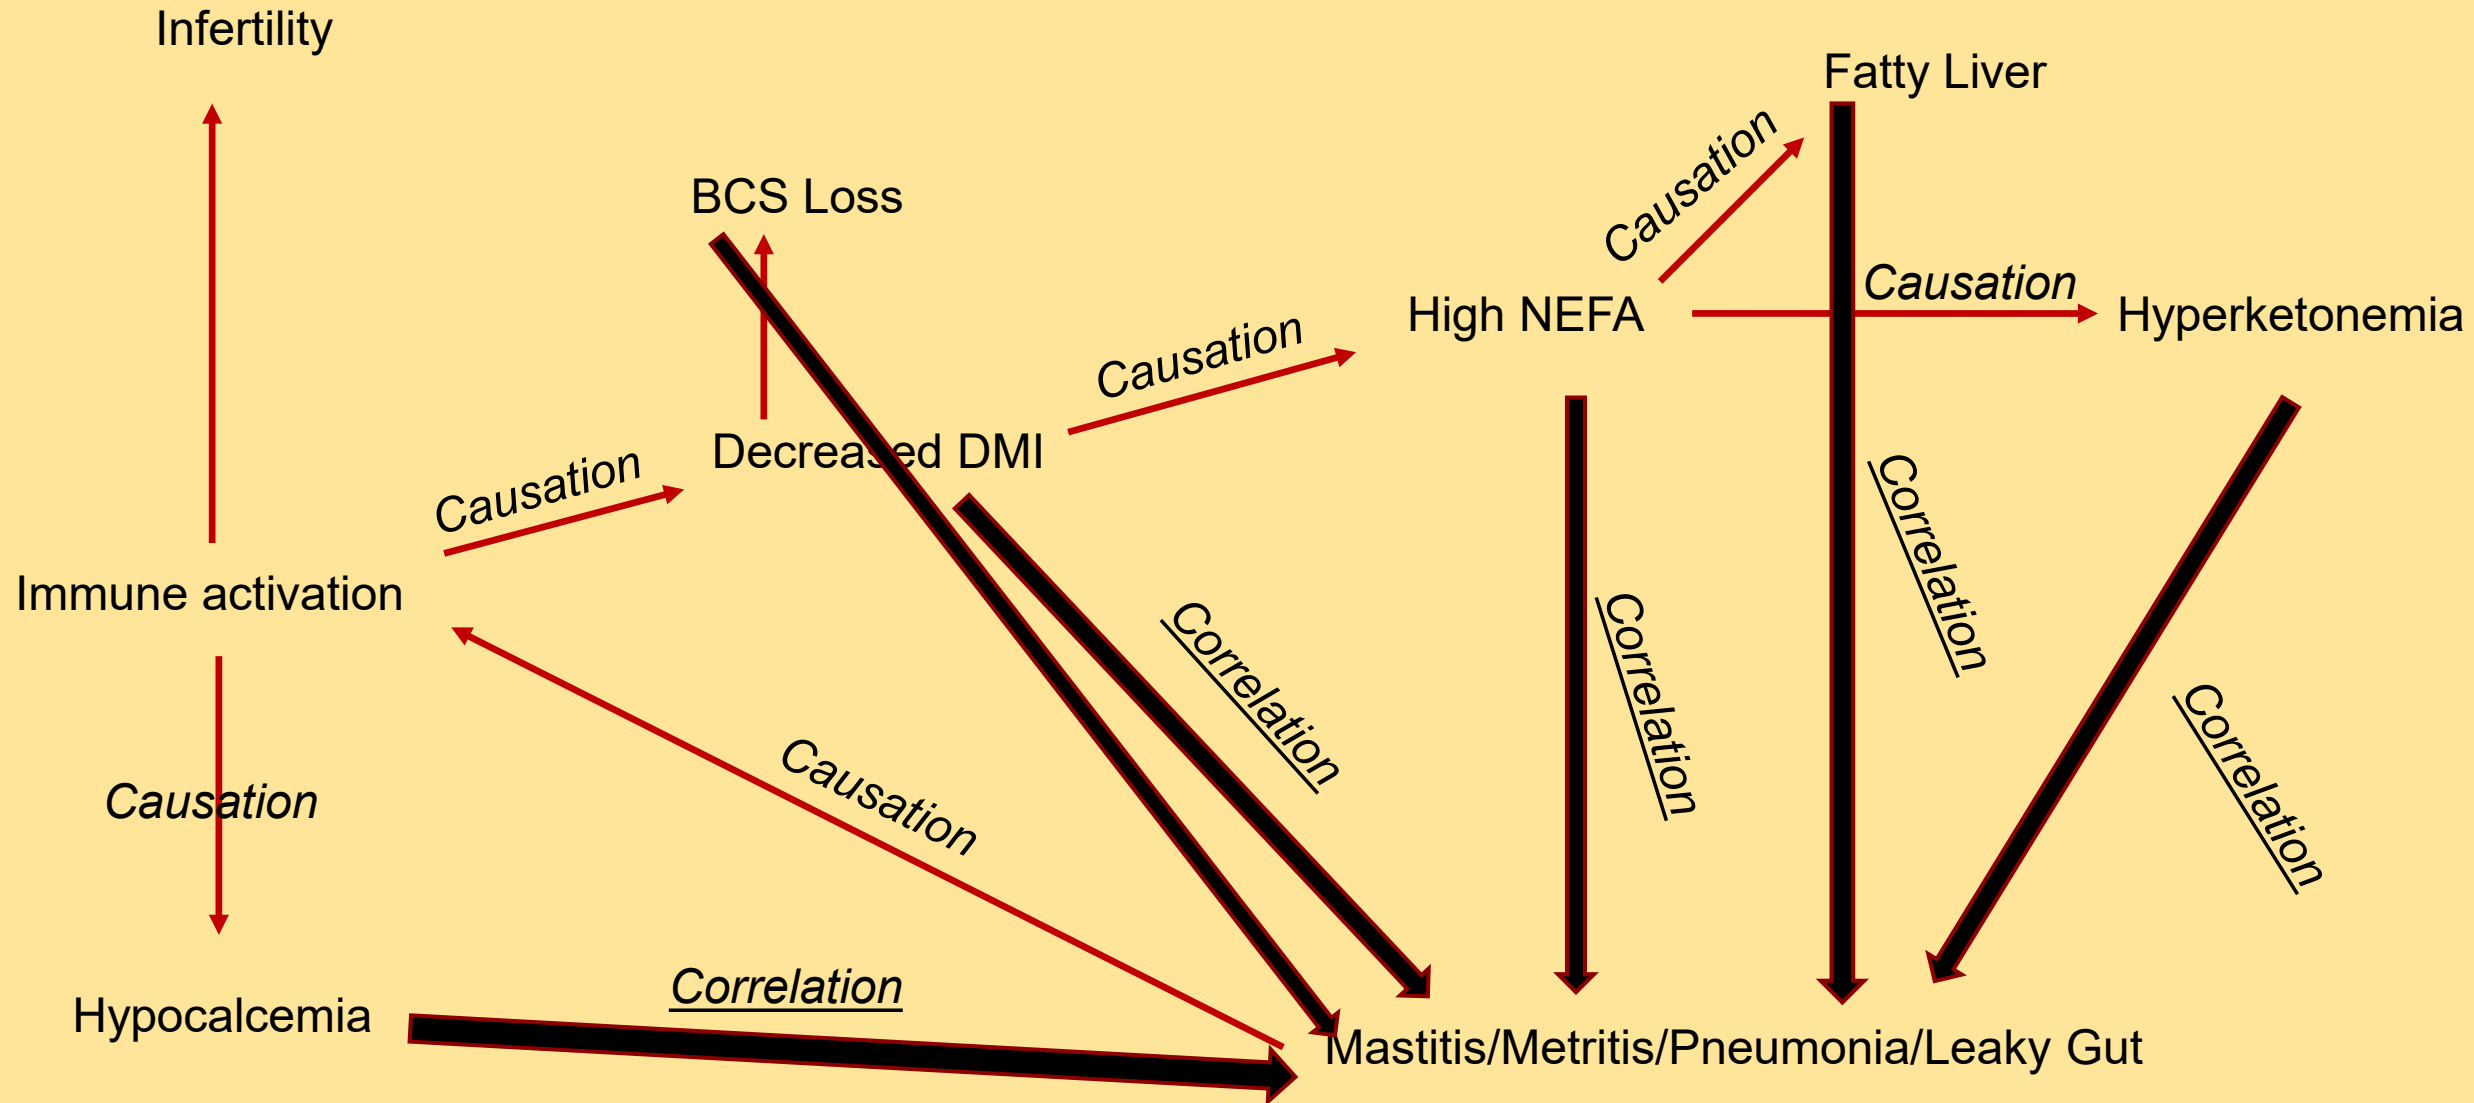 Infertility
Fatty Liver
Causation
BCS Loss
Causation
High NEFA
Hyperketonemia
Causation
Decreased DMI
Causation
Correlation
Immune activation
Correlation
Correlation
Correlation
Causation
Causation
Correlation
Hypocalcemia
Mastitis/Metritis/Pneumonia/Leaky Gut